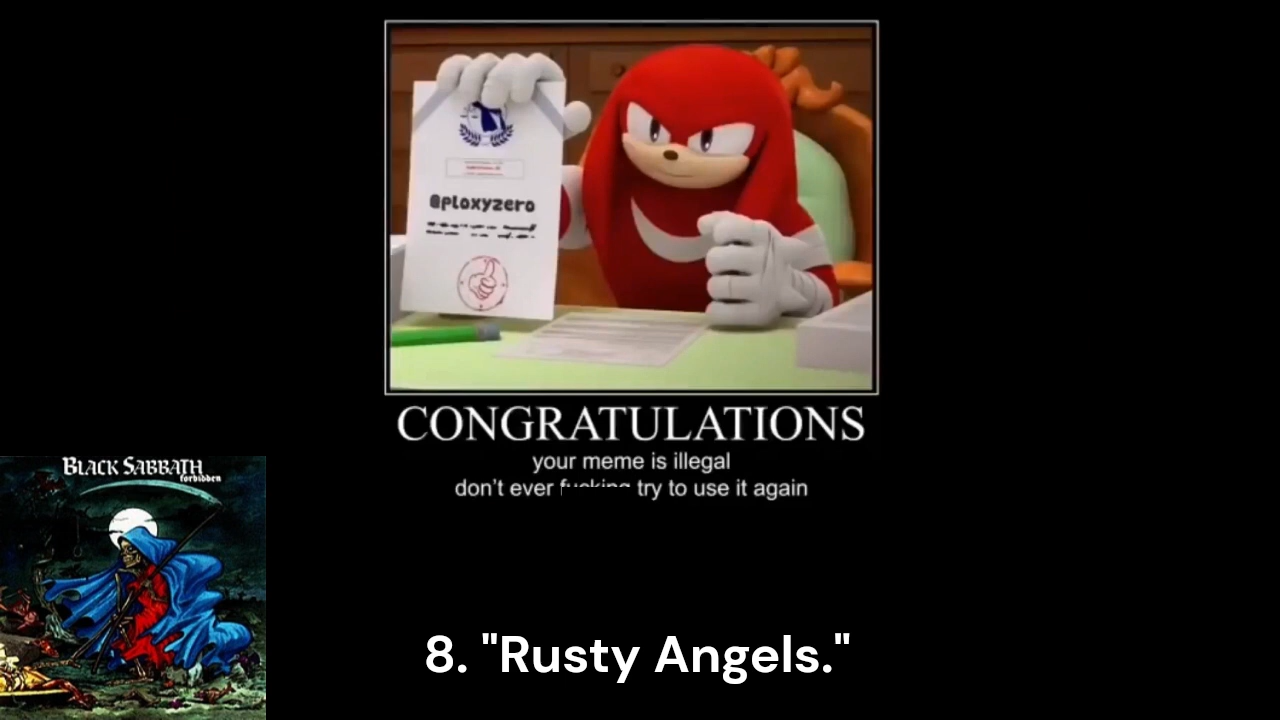 @ploxyzero
CONGRATULATIONS
your meme is illegal
don't ever fucking try to use it again
BLACK SABBATH
forbidden
8. "Rusty Angels."